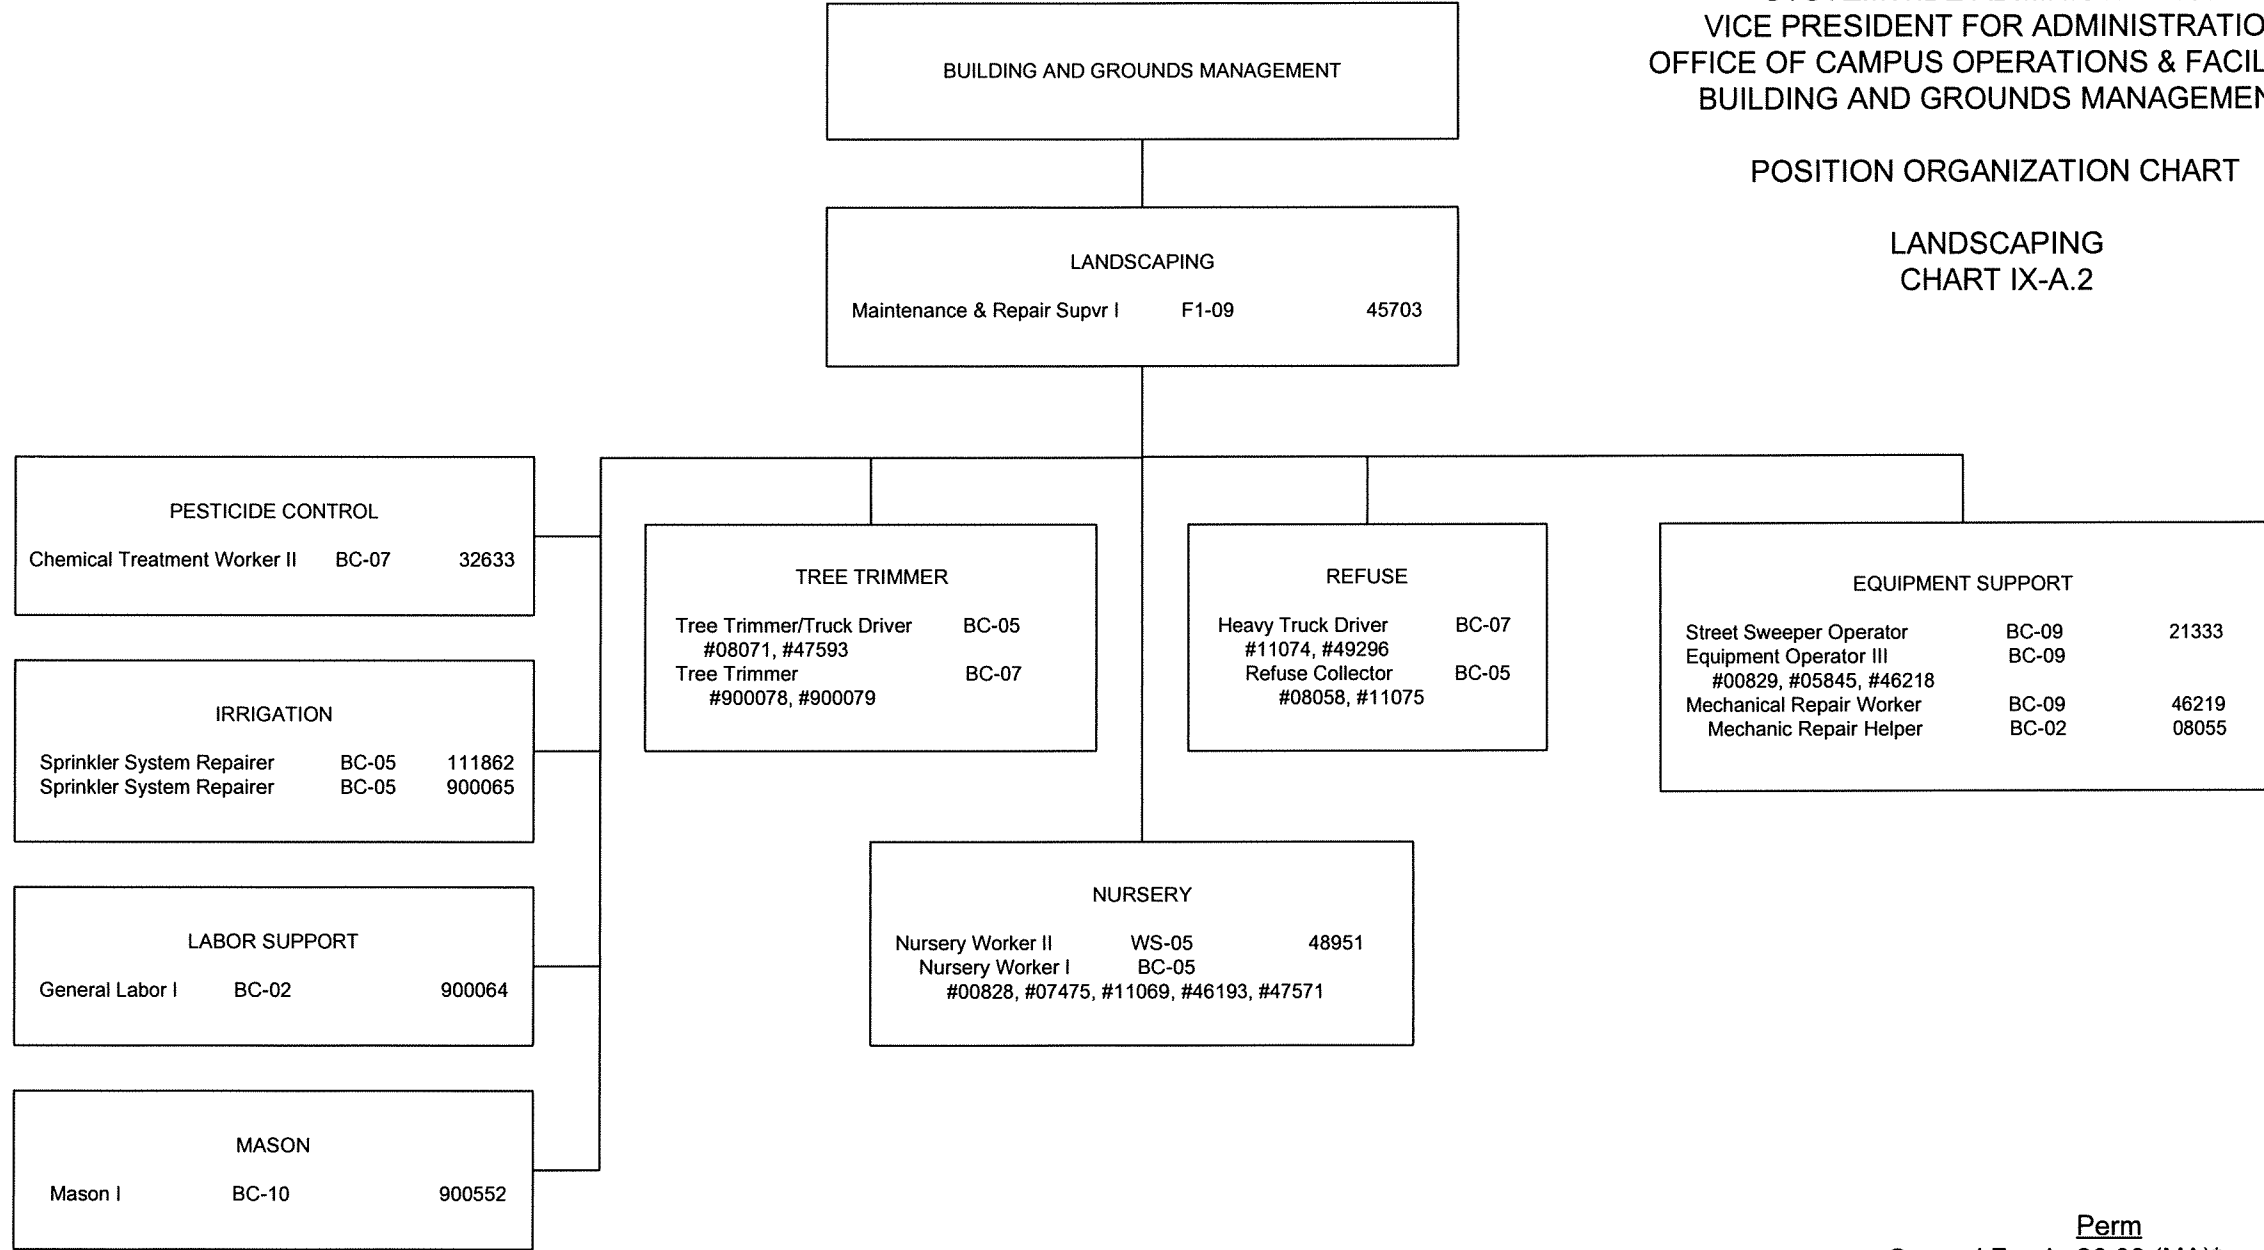 VICE PRESIDENT FOR ADMINISTRATIO
OFFICE OF CAMPUS OPERATIONS & FACIL
BUILDING AND GROUNDS MANAGEMEN
POSITION ORGANIZATION CHART
LANDSCAPING
CHART IX-A.2
BUILDING AND GROUNDS MANAGEMENT
LANDSCAPING
Maintenance & Repair Supvr I F1-09 45703
PESTICIDE CONTROL
Chemical Treatment Worker II BC-07 32633
IRRIGATION
Sprinkler System Repairer BC-05 111862
Sprinkler System Repairer BC-05 900065
LABOR SUPPORT
General Labor I BC-02 900064
MASON
Mason I BC-10 900552
TREE TRIMMER
Tree Trimmer/Truck Driver BC-05
#08071, #47593
Tree Trimmer BC-07
#900078, #900079
NURSERY
Nursery Worker II WS-05 48951
Nursery Worker I BC-05
#00828, #07475, #11069, #46193, #47571
REFUSE
Heavy Truck Driver BC-07
#11074, #49296
Refuse Collector BC-05
#08058, #11075
EQUIPMENT SUPPORT
Street Sweeper Operator BC-09 21333
Equipment Operator III BC-09
#00829, #05845, #46218
Mechanical Repair Worker BC-09 46219
Mechanic Repair Helper BC-02 08055
Perm